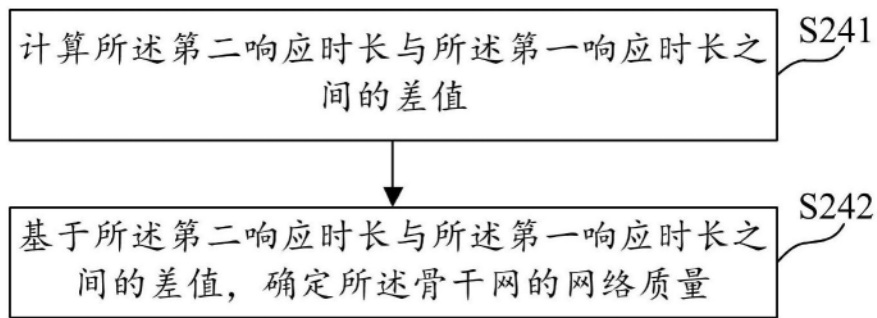 计算所述第二响应时长与所述第一响应时长之
间的差值
S241
基于所述第二响应时长与所述第一响应时长之
间的差值，确定所述骨干网的网络质量
S242